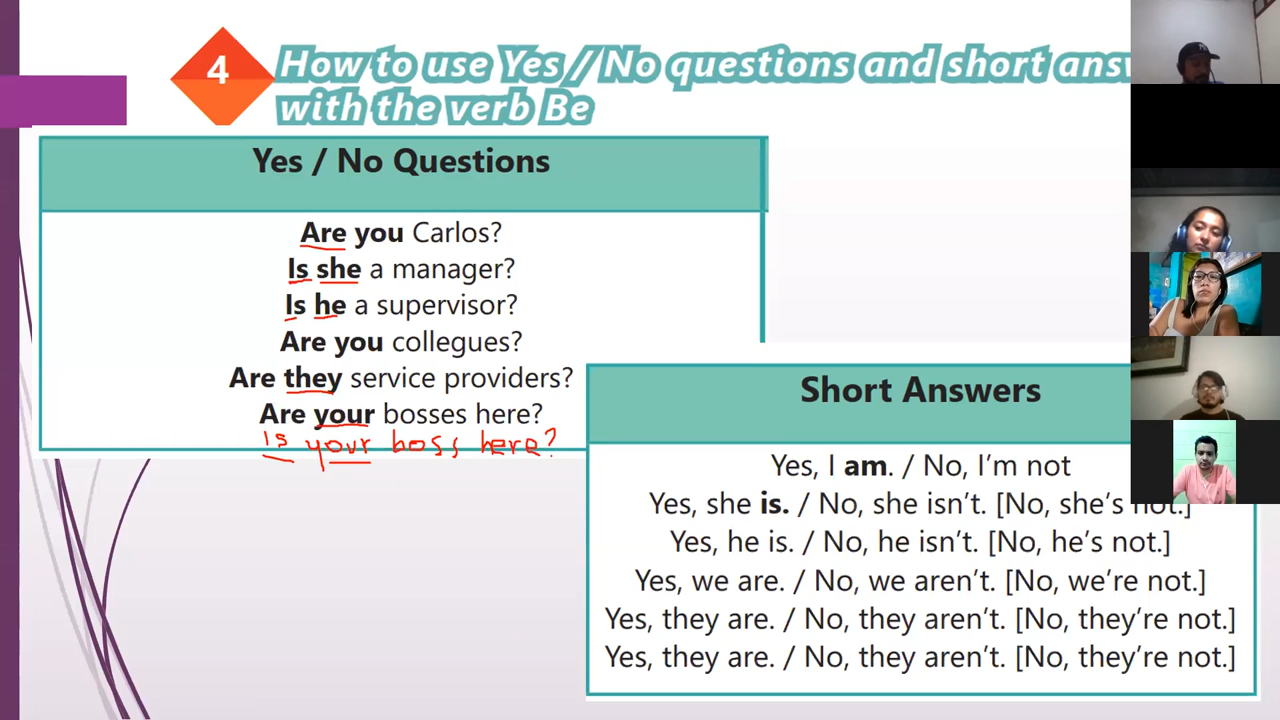 4
How to use Yes / No questions and short ans
with the verb Be
Yes / No Questions
Are you Carlos?
Is she a manager?
Is he a supervisor?
Are you collegues?
Are they service providers?
Are your bosses here?
Is your boss here?
Short Answers
Yes, I am. / No, I'm not
Yes, she is. / No, she isn't. [No, she's not.]
Yes, he is. / No, he isn't. [No, he's not.]
Yes, we are. / No, we aren't. [No, we're not.]
Yes, they are. / No, they aren't. [No, they're not.]
Yes, they are. / No, they aren't. [No, they're not.]